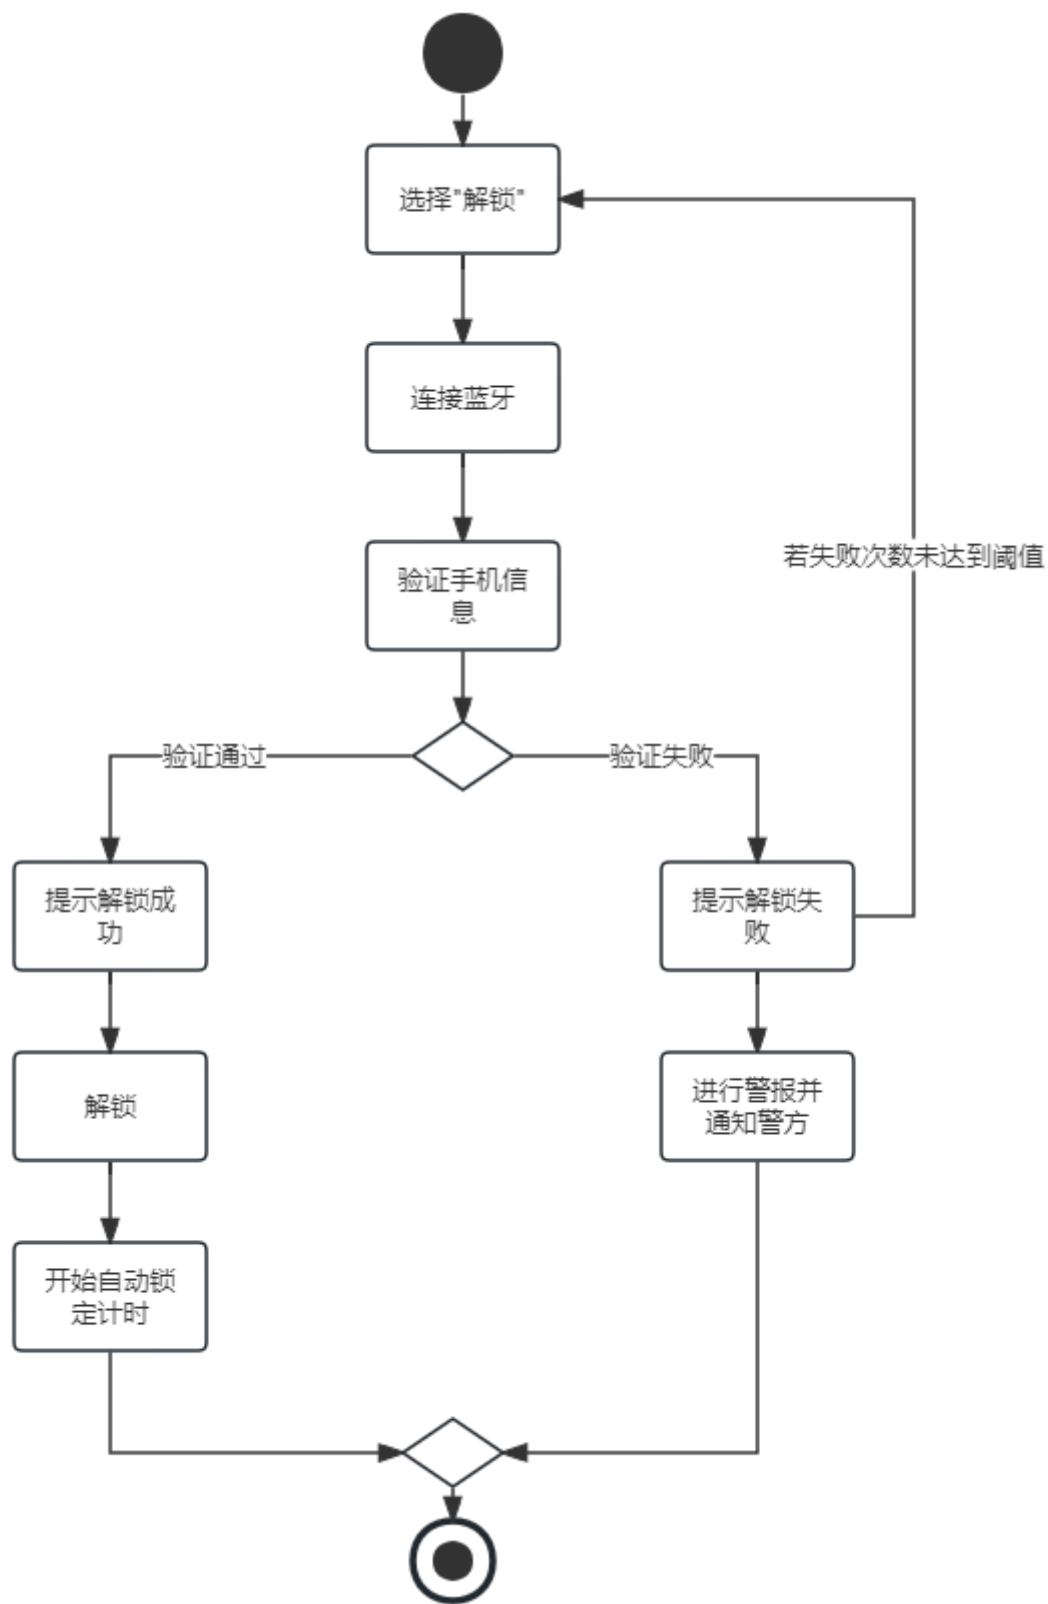 选择"解锁"
连接蓝牙
若失败次数未达到阈值
验证手机信
息
验证通过
验证失败
提示解锁成
功
提示解锁失
败
解锁
进行警报并
通知警方
开始自动锁
定计时